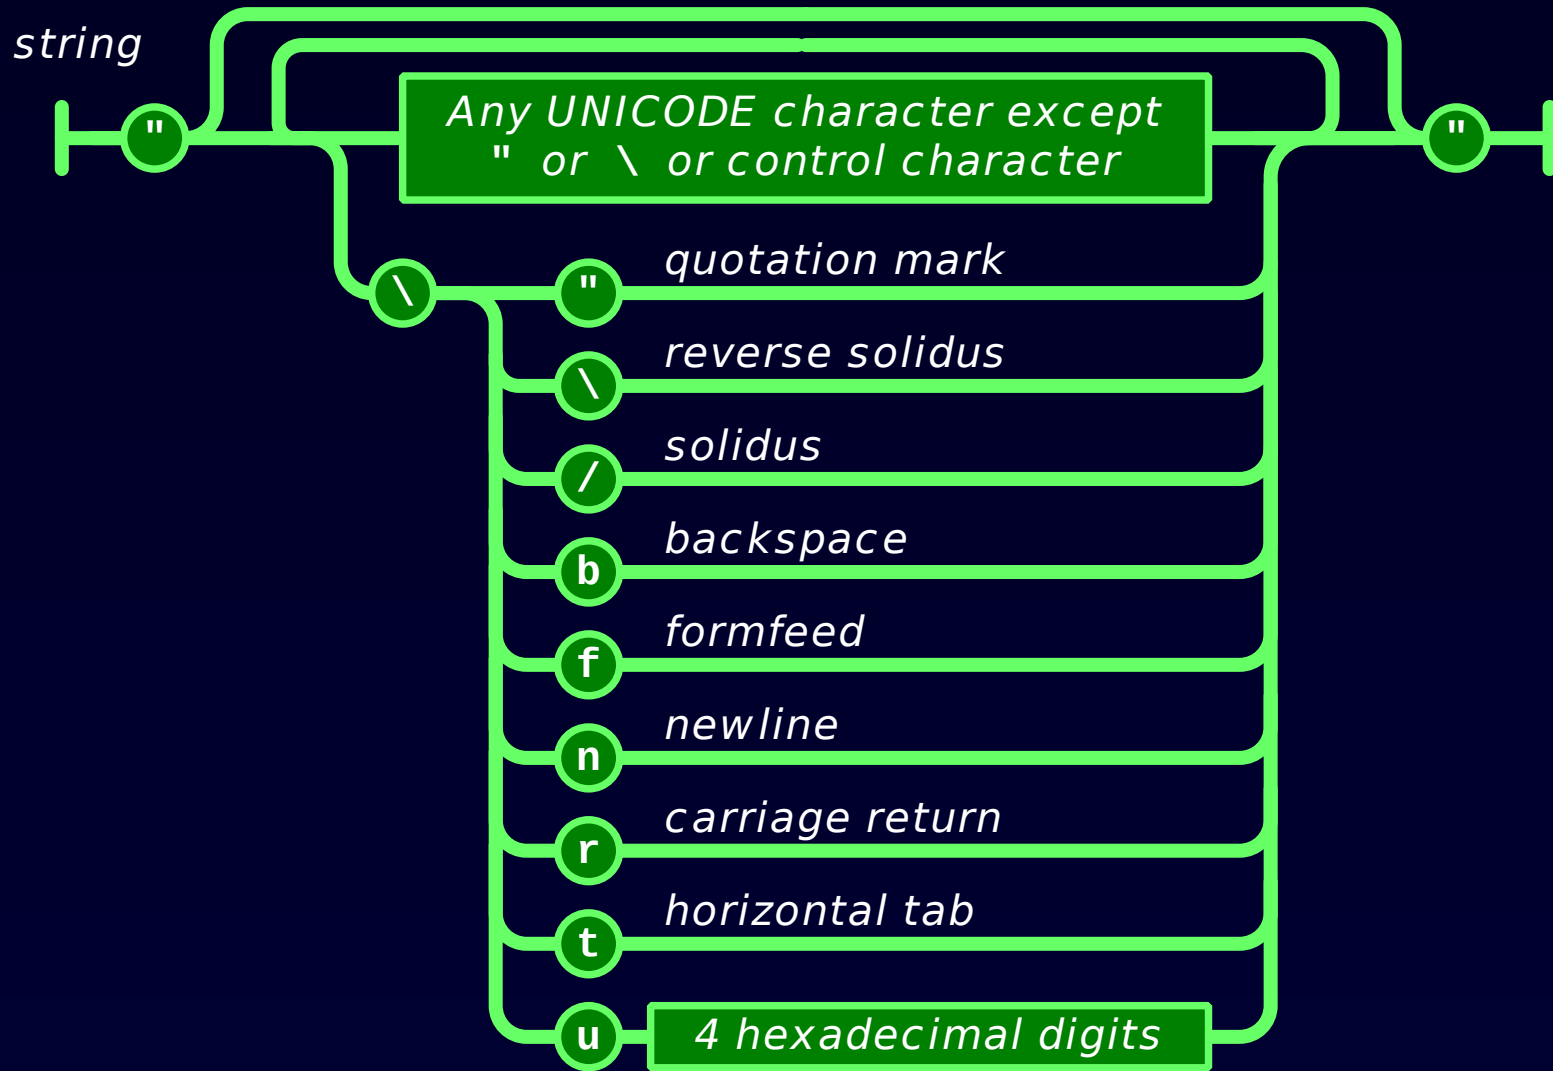 string
"
Any UNICODE character except
" or \ or control character
"
\
" quotation mark
\ reverse solidus
/ solidus
b backspace
f formfeed
n newline
r carriage return
t horizontal tab
u 4 hexadecimal digits